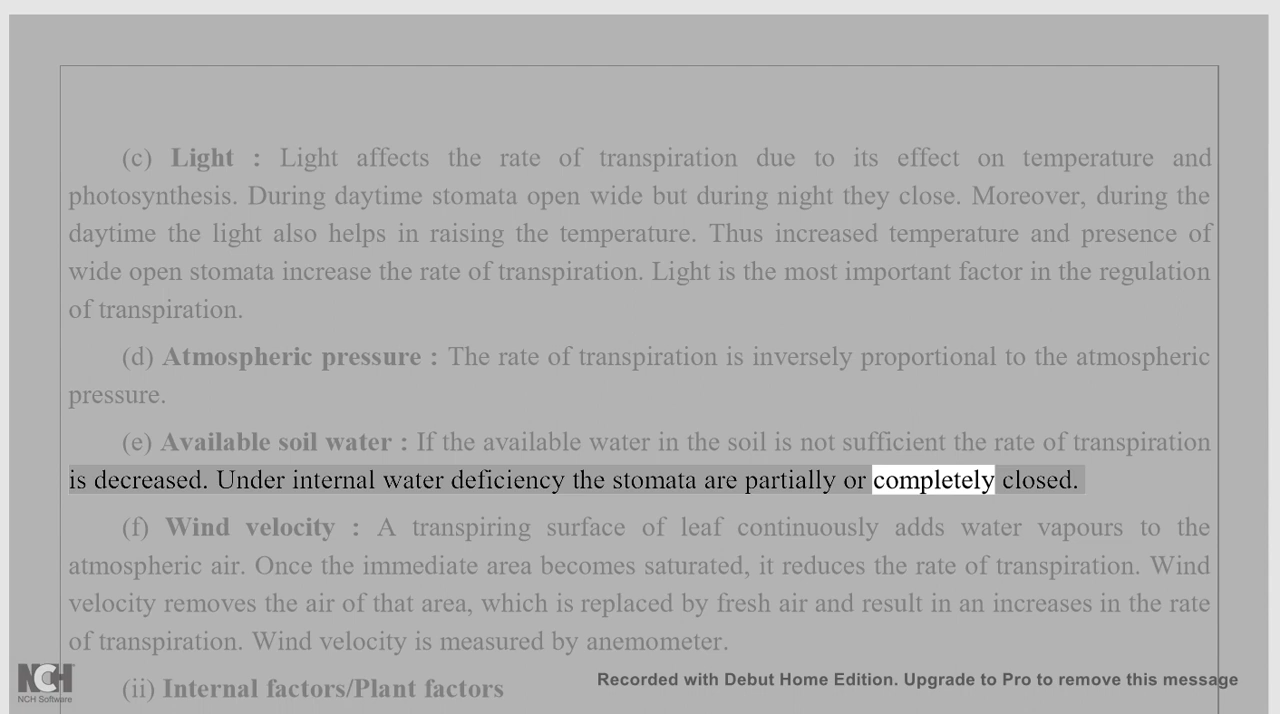 (c) Light : Light affects the rate of transpiration due to its effect on temperature and
photosynthesis. During daytime stomata open wide but during night they close. Moreover, during the
daytime the light also helps in raising the temperature. Thus increased temperature and presence of
wide open stomata increase the rate of transpiration. Light is the most important factor in the regulation
of transpiration.
(d) Atmospheric pressure : The rate of transpiration is inversely proportional to the atmospheric
pressure.
(e) Available soil water : If the available water in the soil is not sufficient the rate of transpiration
is decreased. Under internal water deficiency the stomata are partially or completely closed.
(f) Wind velocity : A transpiring surface of leaf continuously adds water vapours to the
atmospheric air. Once the immediate area becomes saturated, it reduces the rate of transpiration. Wind
velocity removes the air of that area, which is replaced by fresh air and result in an increases in the rate
of transpiration. Wind velocity is measured by anemometer.
(ii) Internal factors/Plant factors
NCH
NCH Software
Recorded with Debut Home Edition. Upgrade to Pro to remove this message